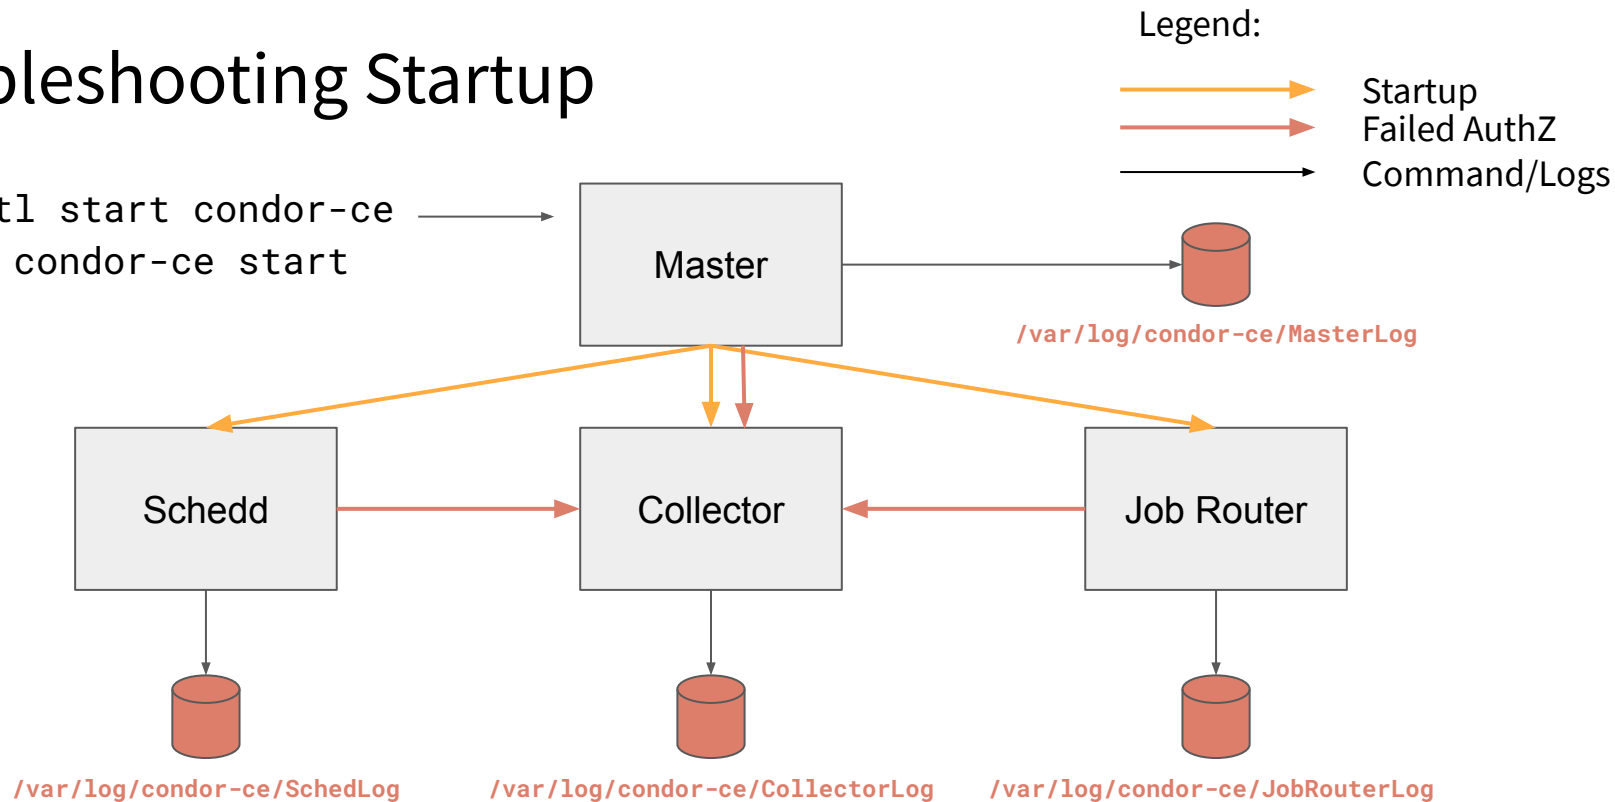 Legend:
bleshooting Startup
Startup
Failed AuthZ
Command/Logs
tl start condor-ce
condor-ce start
Master
/var/log/condor-ce/MasterLog
Schedd
Collector
Job Router
/var/log/condor-ce/SchedLog
/var/log/condor-ce/CollectorLog
/var/log/condor-ce/JobRouterLog